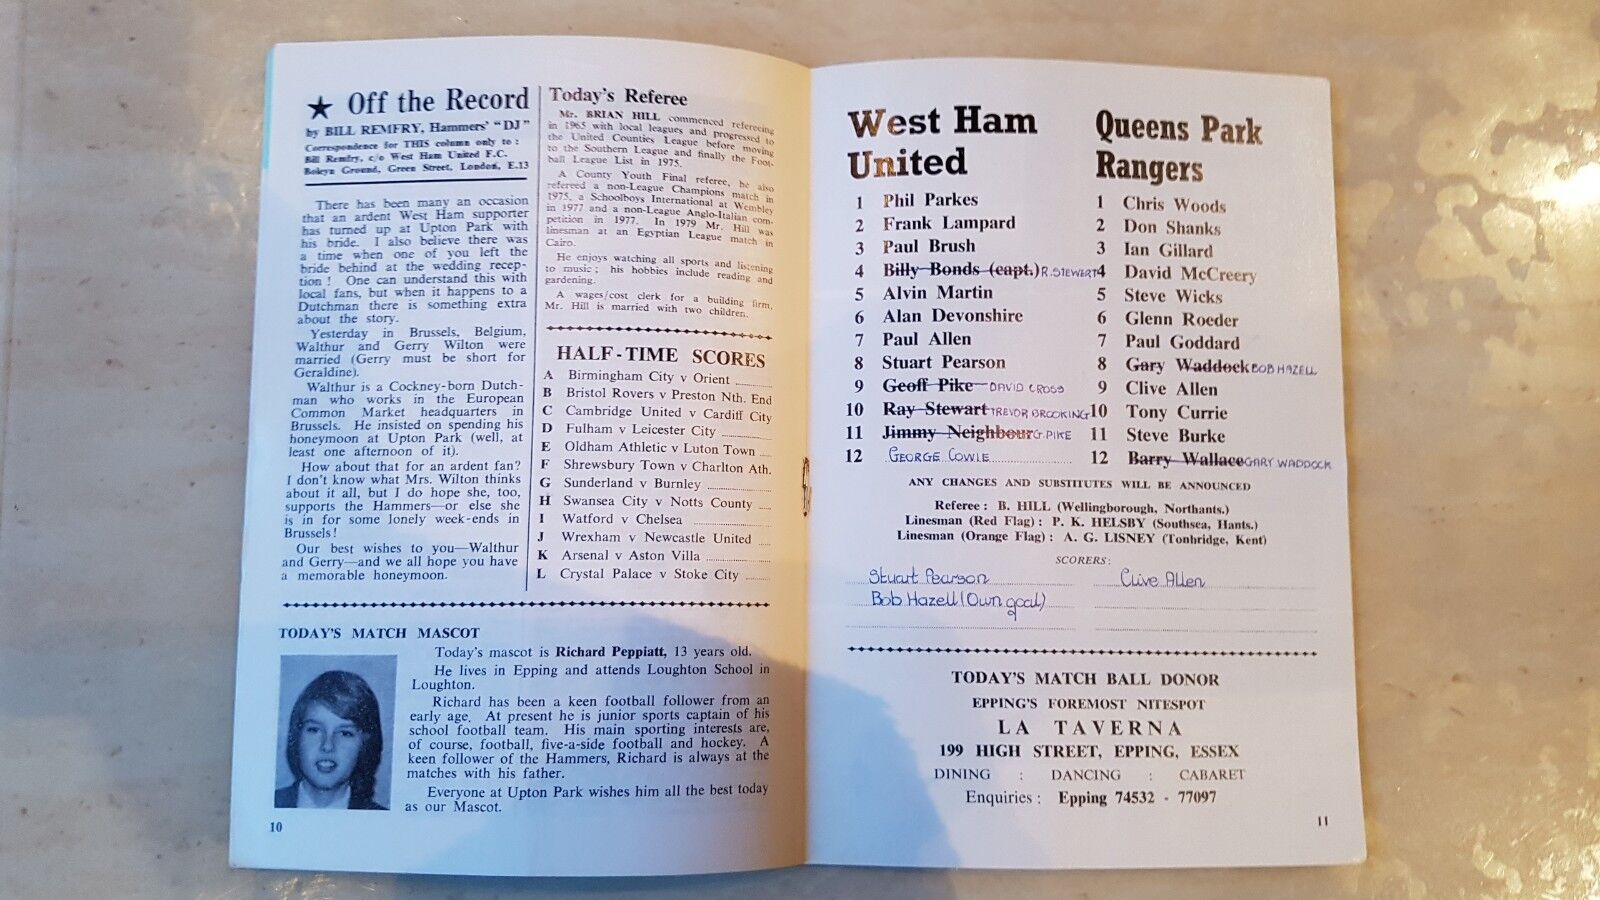 ★ Off the Record
by BILL REMFRY, Hammers' "DJ"
Correspondence for THIS column only to :
Bill Remfry, c/o West Ham United F.C.
Boleyn Ground, Green Street, London, E.13
There has been many an occasion
that an ardent West Ham supporter
has turned up at Upton Park with
his bride. I also believe there was
a time when one of you left the
bride behind at the wedding recep-
tion ! One can understand this with
local fans, but when it happens to a
Dutchman there is something extra
about the story.
Yesterday in Brussels, Belgium,
Walthur and Gerry Wilton were
married (Gerry must be short for
Geraldine).
Walthur is a Cockney-born Dutch-
man who works in the European
Common Market headquarters in
Brussels. He insisted on spending his
honeymoon at Upton Park (well, at
least one afternoon of it).
How about that for an ardent fan?
I don't know what Mrs. Wilton thinks
about it all, but I do hope she, too,
supports the Hammers—or else she
is in for some lonely week-ends in
Brussels !
Our best wishes to you—Walthur
and Gerry—and we all hope you have
a memorable honeymoon.
Today's Referee
Mr. BRIAN HILL commenced refereeing
in 1965 with local leagues and progressed to
the United Counties League before moving
to the Southern League and finally the Foot-
ball League List in 1975.
A County Youth Final referee, he also
refereed a non-League Champions match in
1975, a Schoolboys International at Wembley
in 1977 and a non-League Anglo-Italian com-
petition in 1977. In 1979 Mr. Hill was
linesman at an Egyptian League match in
Cairo.
He enjoys watching all sports and listening
to music ; his hobbies include reading and
gardening.
A wages/cost clerk for a building firm,
Mr. Hill is married with two children.
HALF-TIME SCORES
A Birmingham City v Orient
B Bristol Rovers v Preston Nth. End
C Cambridge United v Cardiff City
D Fulham v Leicester City
E Oldham Athletic v Luton Town
F Shrewsbury Town v Charlton Ath.
G Sunderland v Burnley
H Swansea City v Notts County
I Watford v Chelsea
J Wrexham v Newcastle United
K Arsenal v Aston Villa
L Crystal Palace v Stoke City
TODAY'S MATCH MASCOT
Today's mascot is Richard Peppiatt, 13 years old.
He lives in Epping and attends Loughton School in
Loughton.
Richard has been a keen football follower from an
early age. At present he is junior sports captain of his
school football team. His main sporting interests are,
of course, football, five-a-side football and hockey. A
keen follower of the Hammers, Richard is always at the
matches with his father.
Everyone at Upton Park wishes him all the best today
as our Mascot.
10
West Ham
United
1 Phil Parkes
2 Frank Lampard
3 Paul Brush
4 Billy Bonds (capt.) R. STEWERT
5 Alvin Martin
6 Alan Devonshire
7 Paul Allen
8 Stuart Pearson
9 Geoff Pike DAVID CROSS
10 Ray Stewart TREVOR BROOKING
11 Jimmy Neighbour G. PIKE
12 GEORGE COWIE
Queens Park
Rangers
1 Chris Woods
2 Don Shanks
3 Ian Gillard
4 David McCreery
5 Steve Wicks
6 Glenn Roeder
7 Paul Goddard
8 Gary Waddock BOB HAZELL
9 Clive Allen
10 Tony Currie
11 Steve Burke
12 Barry Wallace GARY WADDOCK
ANY CHANGES AND SUBSTITUTES WILL BE ANNOUNCED
Referee : B. HILL (Wellingborough, Northants.)
Linesman (Red Flag) : P. K. HELSBY (Southsea, Hants.)
Linesman (Orange Flag) : A. G. LISNEY (Tonbridge, Kent)
SCORERS:
Stuart Pearson
Bob Hazell (Own goal)
Clive Allen
TODAY'S MATCH BALL DONOR
EPPING'S FOREMOST NITESPOT
LA TAVERNA
199 HIGH STREET, EPPING, ESSEX
DINING : DANCING : CABARET
Enquiries : Epping 74532 - 77097
11